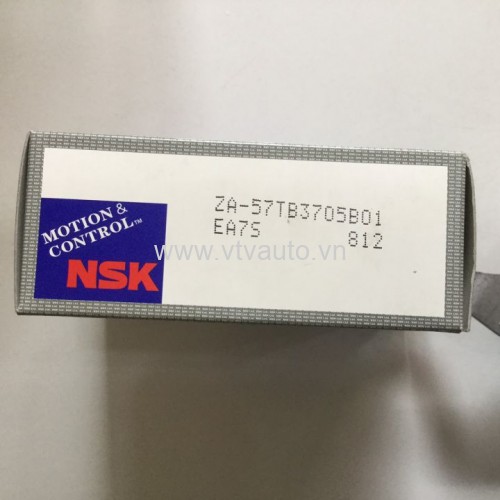 MOTION &
CONTROL™
NSK
ZA-57TB3705B01
EA7S 812
www.vtvauto.vn